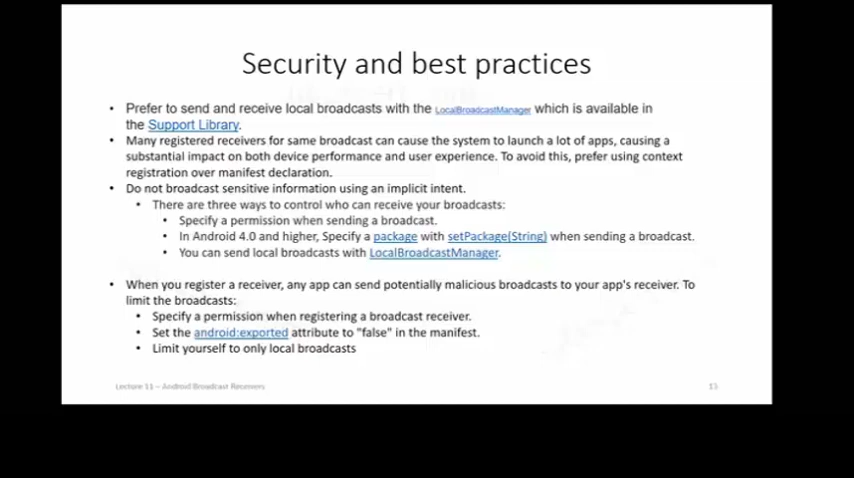 Security and best practices
• Prefer to send and receive local broadcasts with the LocalBroadcastManager which is available in
the Support Library.
• Many registered receivers for same broadcast can cause the system to launch a lot of apps, causing a
substantial impact on both device performance and user experience. To avoid this, prefer using context
registration over manifest declaration.
• Do not broadcast sensitive information using an implicit intent.
• There are three ways to control who can receive your broadcasts:
• Specify a permission when sending a broadcast.
• In Android 4.0 and higher, Specify a package with setPackage(String) when sending a broadcast.
• You can send local broadcasts with LocalBroadcastManager.
• When you register a receiver, any app can send potentially malicious broadcasts to your app's receiver. To
limit the broadcasts:
• Specify a permission when registering a broadcast receiver.
• Set the android:exported attribute to "false" in the manifest.
• Limit yourself to only local broadcasts
Lecture 11 – Android Broadcast Receivers